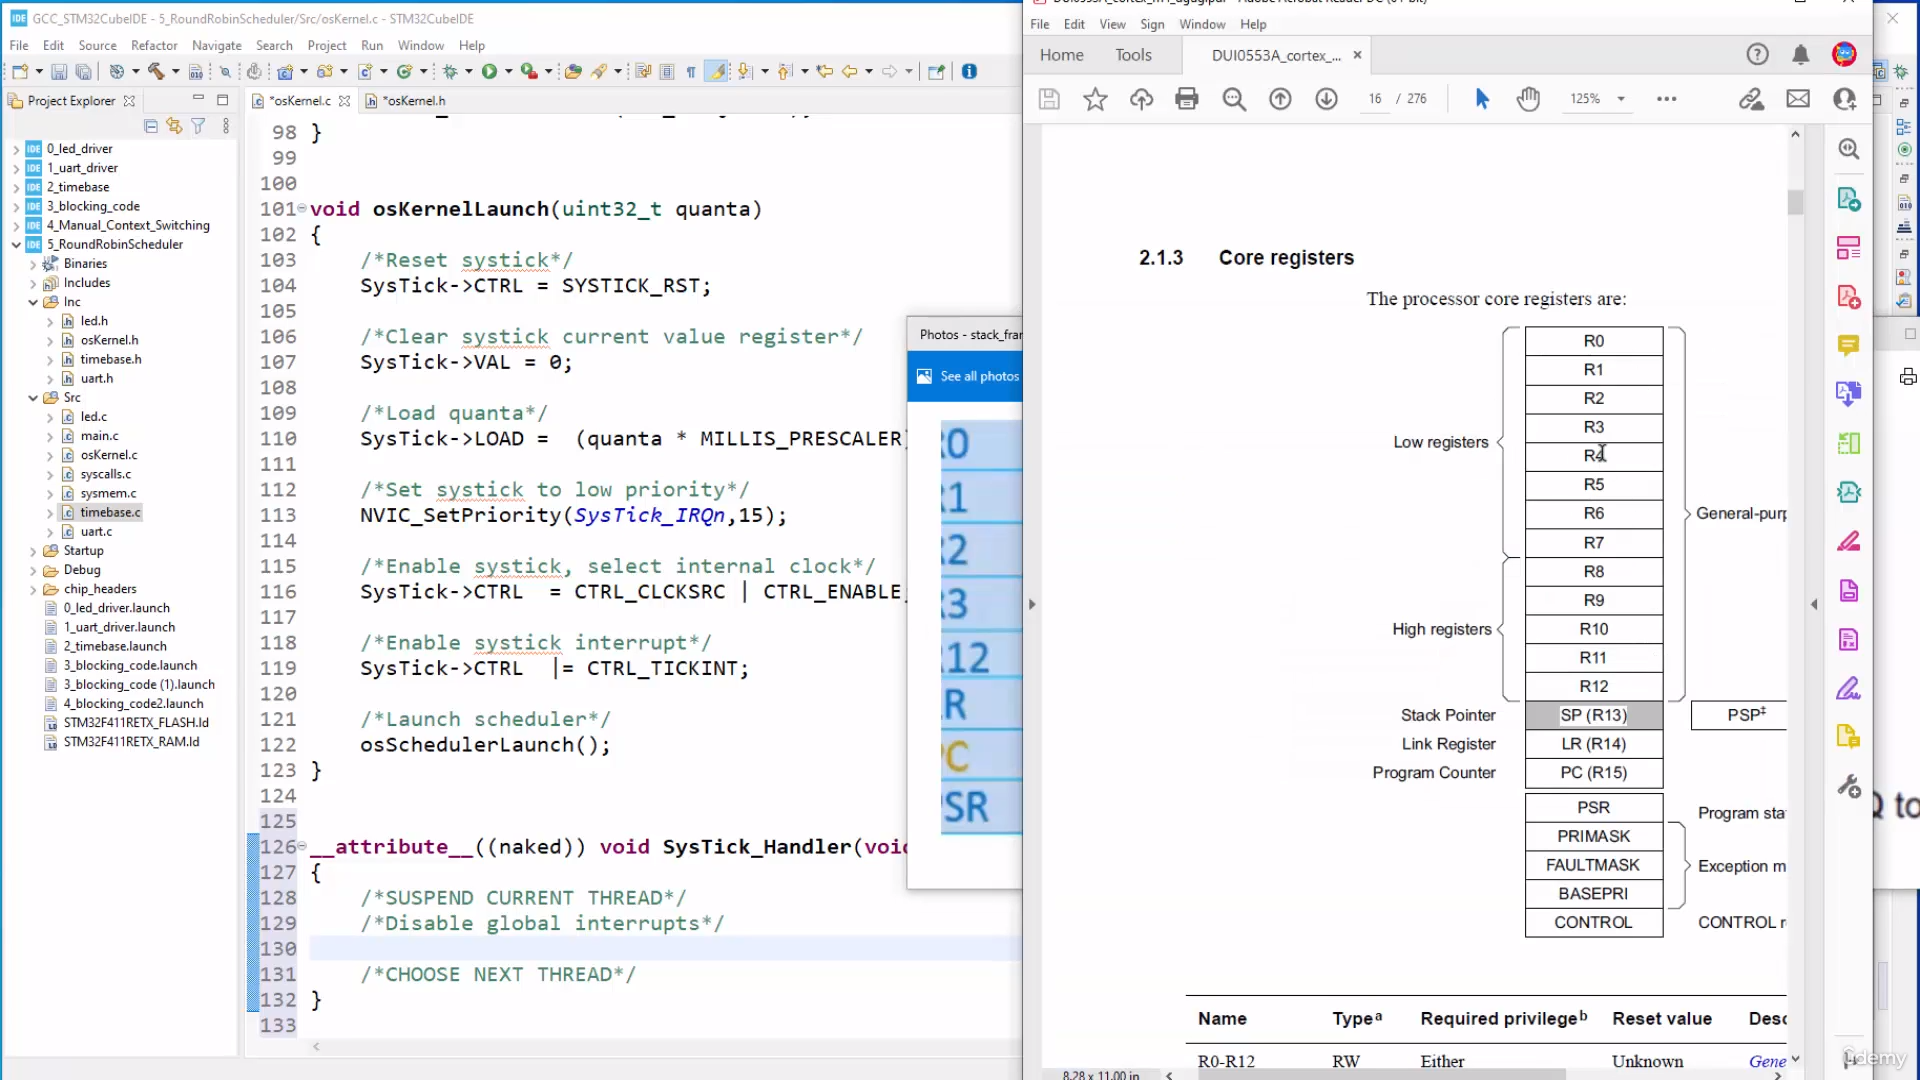 GCC_STM32CubeIDE - 5_RoundRobinScheduler/Src/osKernel.c - STM32CubeIDE
File Edit Source Refactor Navigate Search Project Run Window Help
Project Explorer
*osKernel.c
*osKernel.h
0_led_driver
1_uart_driver
2_timebase
3_blocking_code
4_Manual_Context_Switching
5_RoundRobinScheduler
Binaries
Includes
Inc
led.h
osKernel.h
timebase.h
uart.h
Src
led.c
main.c
osKernel.c
syscalls.c
sysmem.c
timebase.c
uart.c
Startup
Debug
chip_headers
0_led_driver.launch
1_uart_driver.launch
2_timebase.launch
3_blocking_code.launch
3_blocking_code (1).launch
4_blocking_code2.launch
STM32F411RETX_FLASH.ld
STM32F411RETX_RAM.ld
98 }
99
100
101 void osKernelLaunch(uint32_t quanta)
102 {
103 /*Reset systick*/
104 SysTick->CTRL = SYSTICK_RST;
105
106 /*Clear systick current value register*/
107 SysTick->VAL = 0;
108
109 /*Load quanta*/
110 SysTick->LOAD = (quanta * MILLIS_PRESCALER)
111
112 /*Set systick to low priority*/
113 NVIC_SetPriority(SysTick_IRQn,15);
114
115 /*Enable systick, select internal clock*/
116 SysTick->CTRL = CTRL_CLCKSRC | CTRL_ENABLE
117
118 /*Enable systick interrupt*/
119 SysTick->CTRL |= CTRL_TICKINT;
120
121 /*Launch scheduler*/
122 osSchedulerLaunch();
123 }
124
125
126 __attribute__((naked)) void SysTick_Handler(void
127 {
128 /*SUSPEND CURRENT THREAD*/
129 /*Disable global interrupts*/
130
131 /*CHOOSE NEXT THREAD*/
132 }
133
Photos - stack_fra
See all photos
R0
R1
R2
R3
R12
LR
PC
PSR
File Edit View Sign Window Help
Home Tools DUI0553A_cortex_...
16 / 276
125%
2.1.3 Core registers
The processor core registers are:
R0
R1
R2
R3
Low registers
R4
R5
R6
General-purp
R7
R8
R9
High registers
R10
R11
R12
Stack Pointer SP (R13) PSP‡
Link Register LR (R14)
Program Counter PC (R15)
PSR Program sta
PRIMASK
FAULTMASK Exception m
BASEPRI
CONTROL CONTROL r
Name Typeᵃ Required privilegeᵇ Reset value Desc
R0-R12 RW Either Unknown Gene
8.28 x 11.00 in
Q to
ûdemy